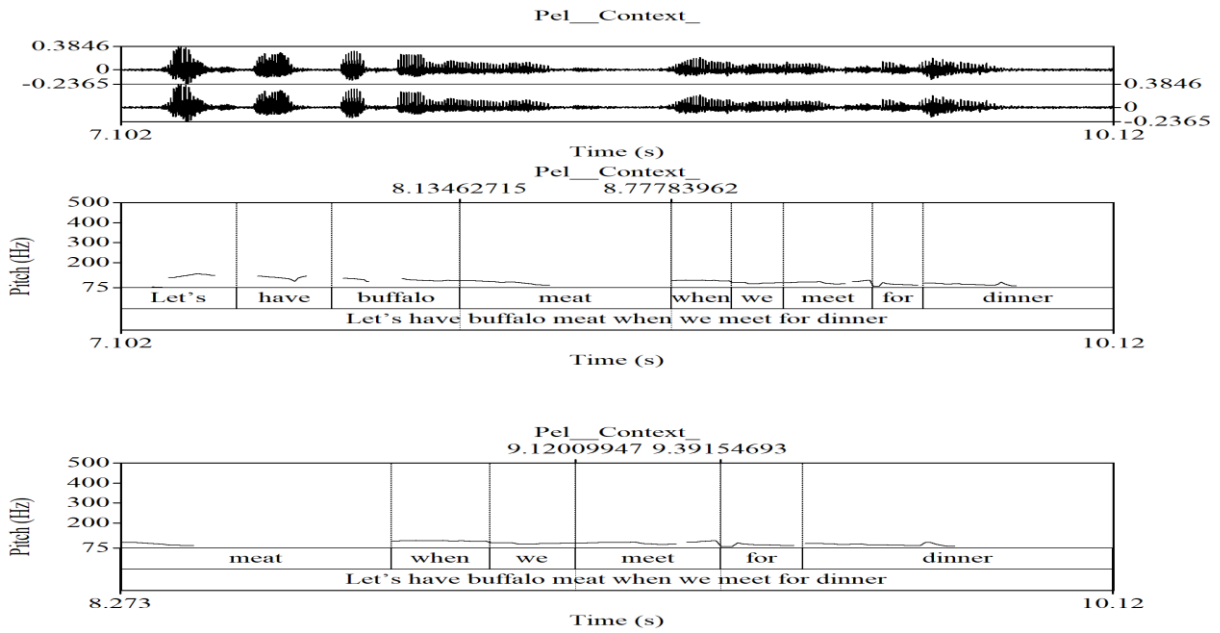 Pel__Context_
0.3846
0
-0.2365
0.3846
0
-0.2365
7.102 10.12
Time (s)
Pel__Context_
8.13462715 8.77783962
500
400
300
200
75
Pitch (Hz)
Let's have buffalo meat when we meet for dinner
Let's have buffalo meat when we meet for dinner
7.102 10.12
Time (s)
Pel__Context_
9.12009947 9.39154693
500
400
300
200
75
Pitch (Hz)
meat when we meet for dinner
Let's have buffalo meat when we meet for dinner
8.273 10.12
Time (s)